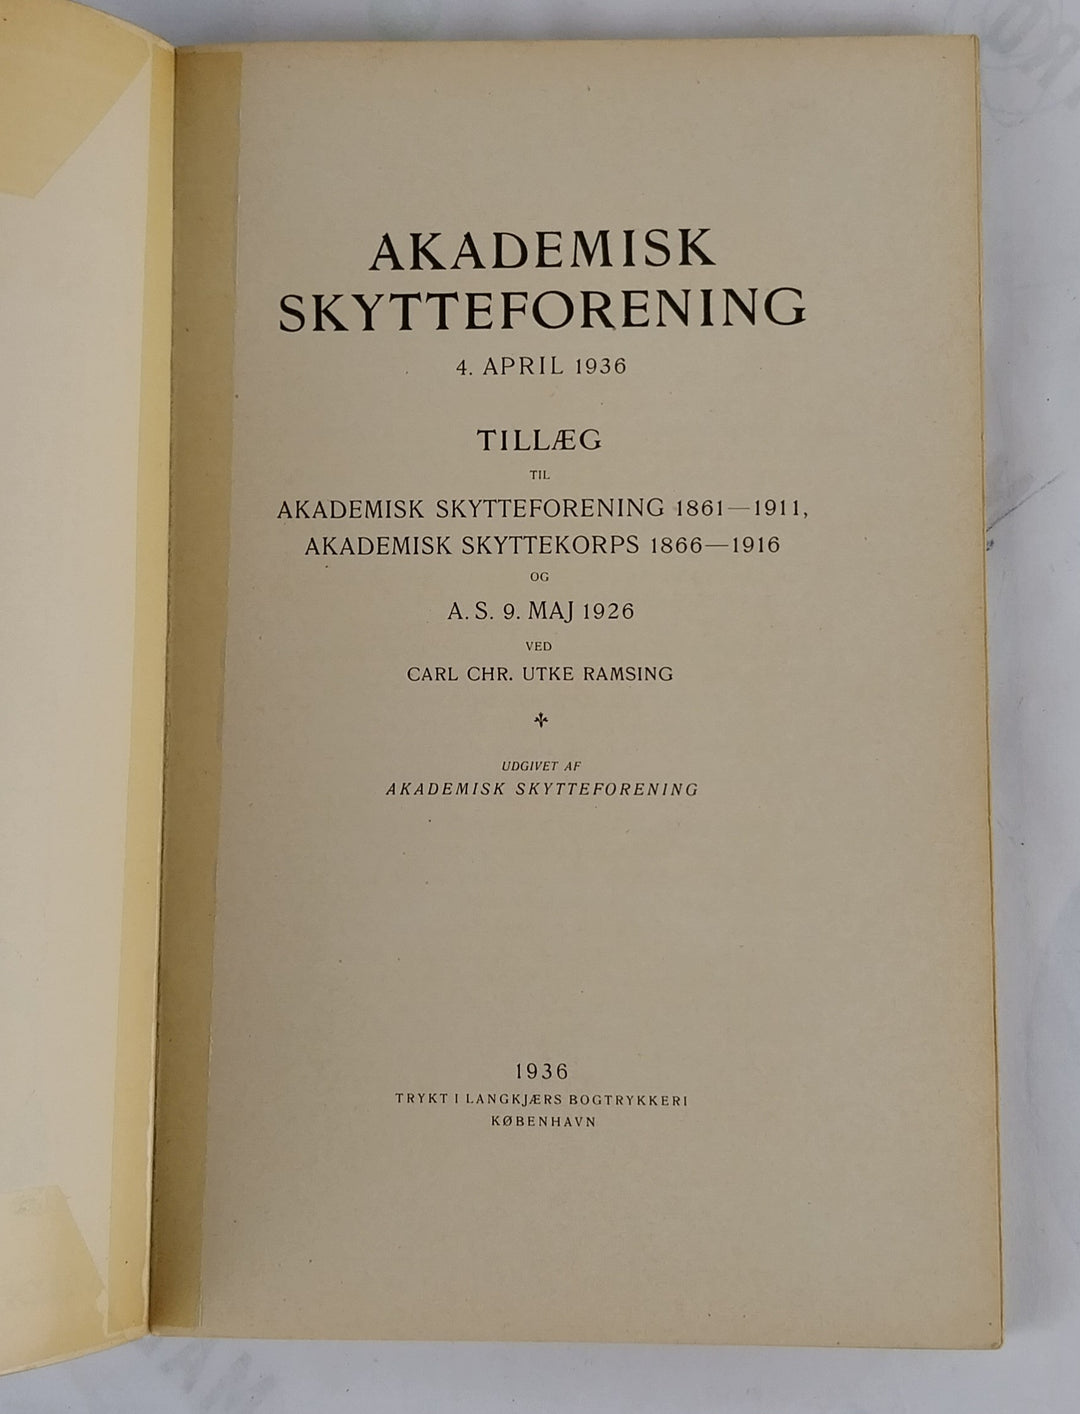 AKADEMISK
SKYTTEFORENING
4. APRIL 1936
TILLÆG
TIL
AKADEMISK SKYTTEFORENING 1861—1911,
AKADEMISK SKYTTEKORPS 1866—1916
OG
A. S. 9. MAJ 1926
VED
CARL CHR. UTKE RAMSING
UDGIVET AF
AKADEMISK SKYTTEFORENING
1936
TRYKT I LANGKJÆRS BOGTRYKKERI
KØBENHAVN